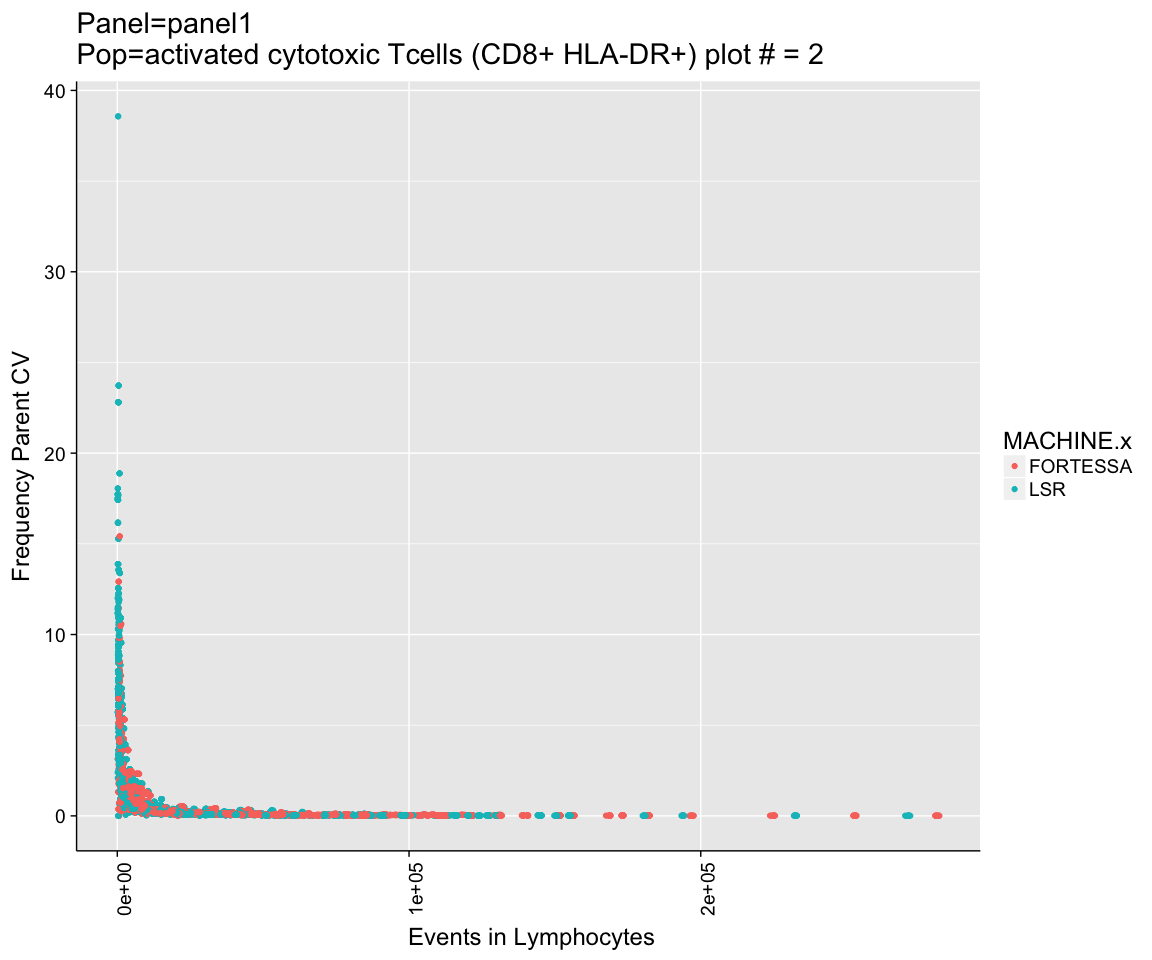 Panel=panel1
Pop=activated cytotoxic Tcells (CD8+ HLA-DR+) plot # = 2
40
30
20
10
0
Frequency Parent CV
0e+00
1e+05
2e+05
Events in Lymphocytes
MACHINE.x
FORTESSA
LSR